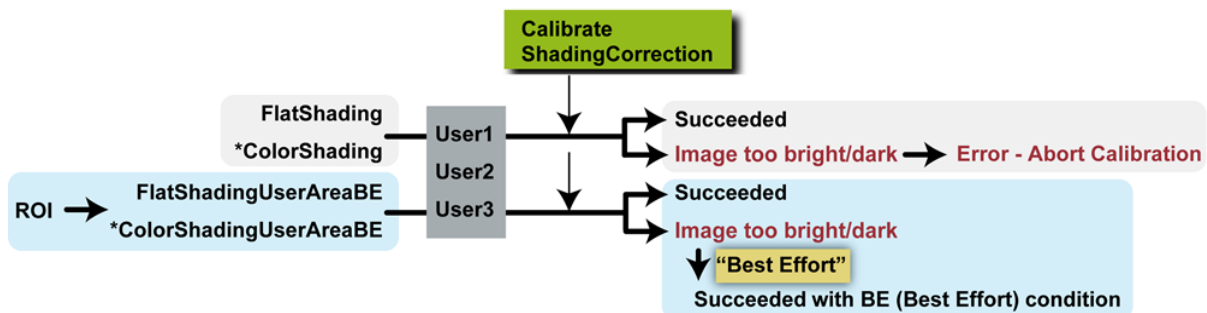 Calibrate
ShadingCorrection
FlatShading
*ColorShading
User1
User2
User3
Succeeded
Image too bright/dark
Error - Abort Calibration
ROI
FlatShadingUserAreaBE
*ColorShadingUserAreaBE
Succeeded
Image too bright/dark
“Best Effort”
Succeeded with BE (Best Effort) condition